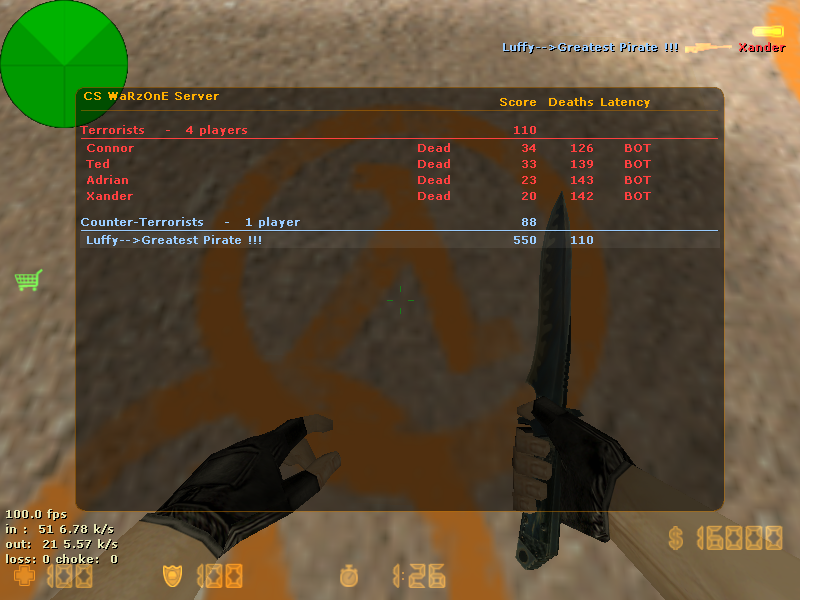 Luffy-->Greatest Pirate !!! Xander
CS WaRzOnE Server
Score Deaths Latency
Terrorists - 4 players 110
Connor Dead 34 126 BOT
Ted Dead 33 139 BOT
Adrian Dead 23 143 BOT
Xander Dead 20 142 BOT
Counter-Terrorists - 1 player 88
Luffy-->Greatest Pirate !!! 550 110
100.0 fps
in : 51 6.78 k/s
out: 21 5.57 k/s
loss: 0 choke: 0
$ 16000
100 100 1:26